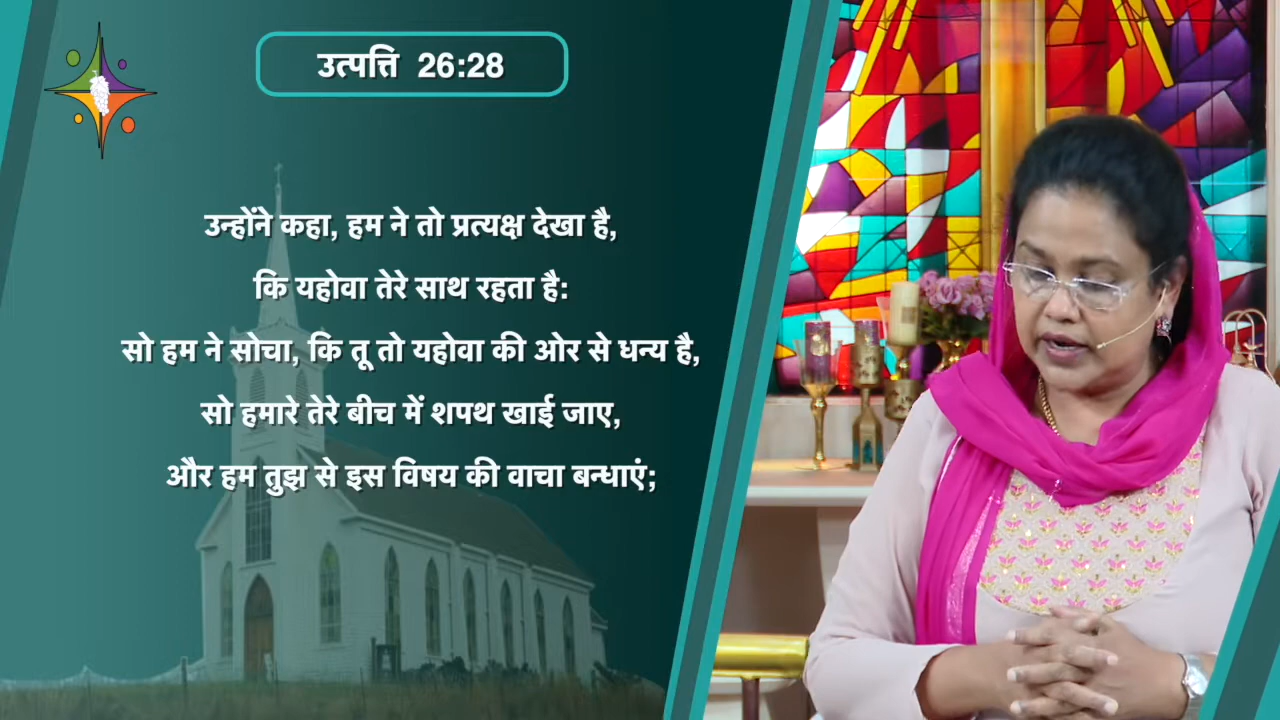 उत्पत्ति 26:28
उन्होंने कहा, हम ने तो प्रत्यक्ष देखा है,
कि यहोवा तेरे साथ रहता है:
सो हम ने सोचा, कि तू तो यहोवा की ओर से धन्य है,
सो हमारे तेरे बीच में शपथ खाई जाए,
और हम तुझ से इस विषय की वाचा बन्धाएं;